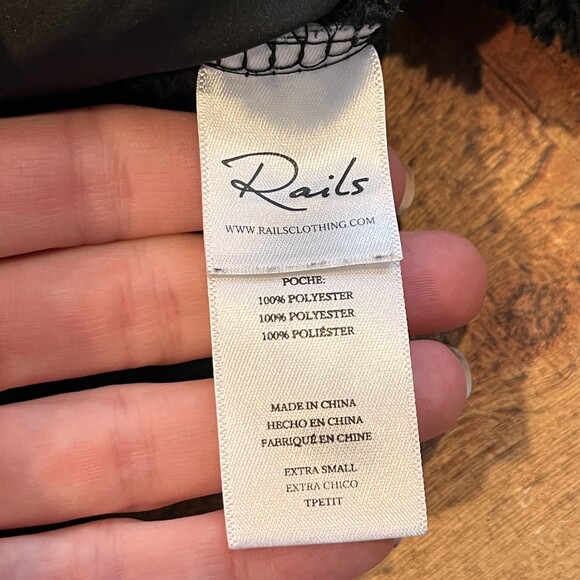 Rails
WWW.RAILSCLOTHING.COM
POCHE:
100% POLYESTER
100% POLYESTER
100% POLIÉSTER
MADE IN CHINA
HECHO EN CHINA
FABRIQUÉ EN CHINE
EXTRA SMALL
EXTRA CHICO
TPETIT